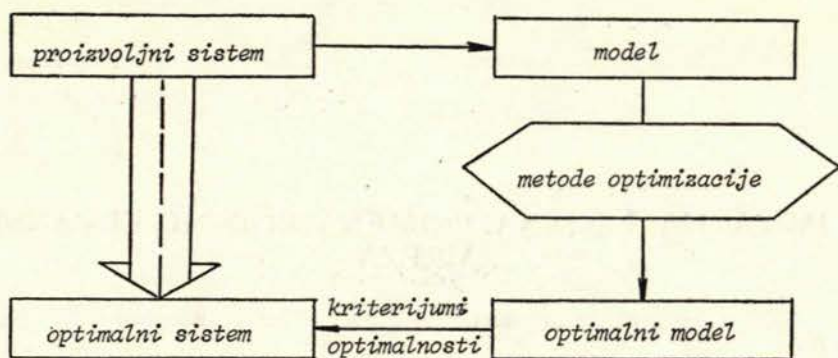 proizvoljni sistem
model
metode optimizacije
kriterijumi
optimalnosti
optimalni sistem
optimalni model